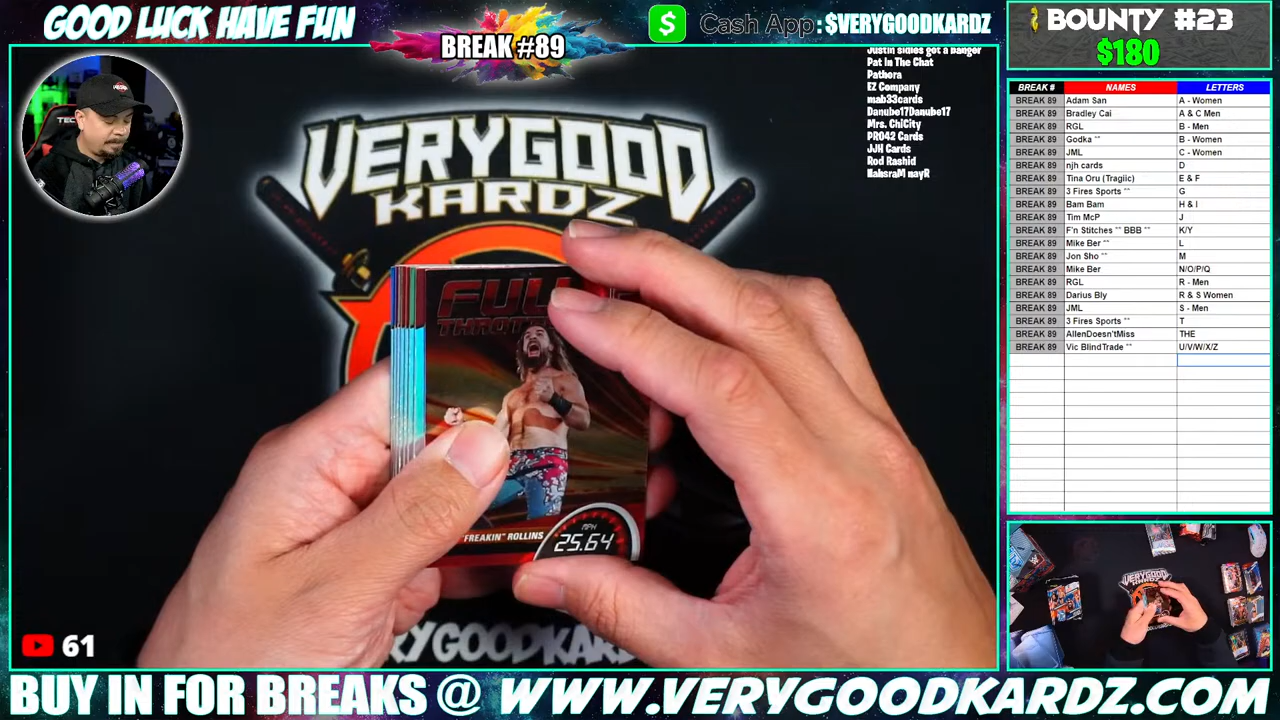 GOOD LUCK HAVE FUN
BREAK #89
Cash App: $VERYGOODKARDZ
BOUNTY #23
$180
Justin sidles got a banger
Pat In The Chat
Pathora
EZ Company
mab33cards
Danube17Danube17
Mrs. ChiCity
PRO42 Cards
JJH Cards
Rod Rashid
HahsraM nayR
BREAK # NAMES LETTERS
BREAK 89 Adam San A - Women
BREAK 89 Bradley Cai A & C Men
BREAK 89 RGL B - Men
BREAK 89 Godka ** B - Women
BREAK 89 JML C - Women
BREAK 89 njh cards D
BREAK 89 Tina Oru (Tragiic) E & F
BREAK 89 3 Fires Sports ** G
BREAK 89 Bam Bam H & I
BREAK 89 Tim McP J
BREAK 89 F'n Stitches ** BBB ** K/Y
BREAK 89 Mike Ber ** L
BREAK 89 Jon Sho ** M
BREAK 89 Mike Ber N/O/P/Q
BREAK 89 RGL R - Men
BREAK 89 Darius Bly R & S Women
BREAK 89 JML S - Men
BREAK 89 3 Fires Sports ** T
BREAK 89 AllenDoesn'tMiss THE
BREAK 89 Vic BlindTrade ** U/V/W/X/Z
VERYGOOD
KARDZ
FULL
"FREAKIN" ROLLINS
MPH
25.64
61
BUY IN FOR BREAKS @ WWW.VERYGOODKARDZ.COM